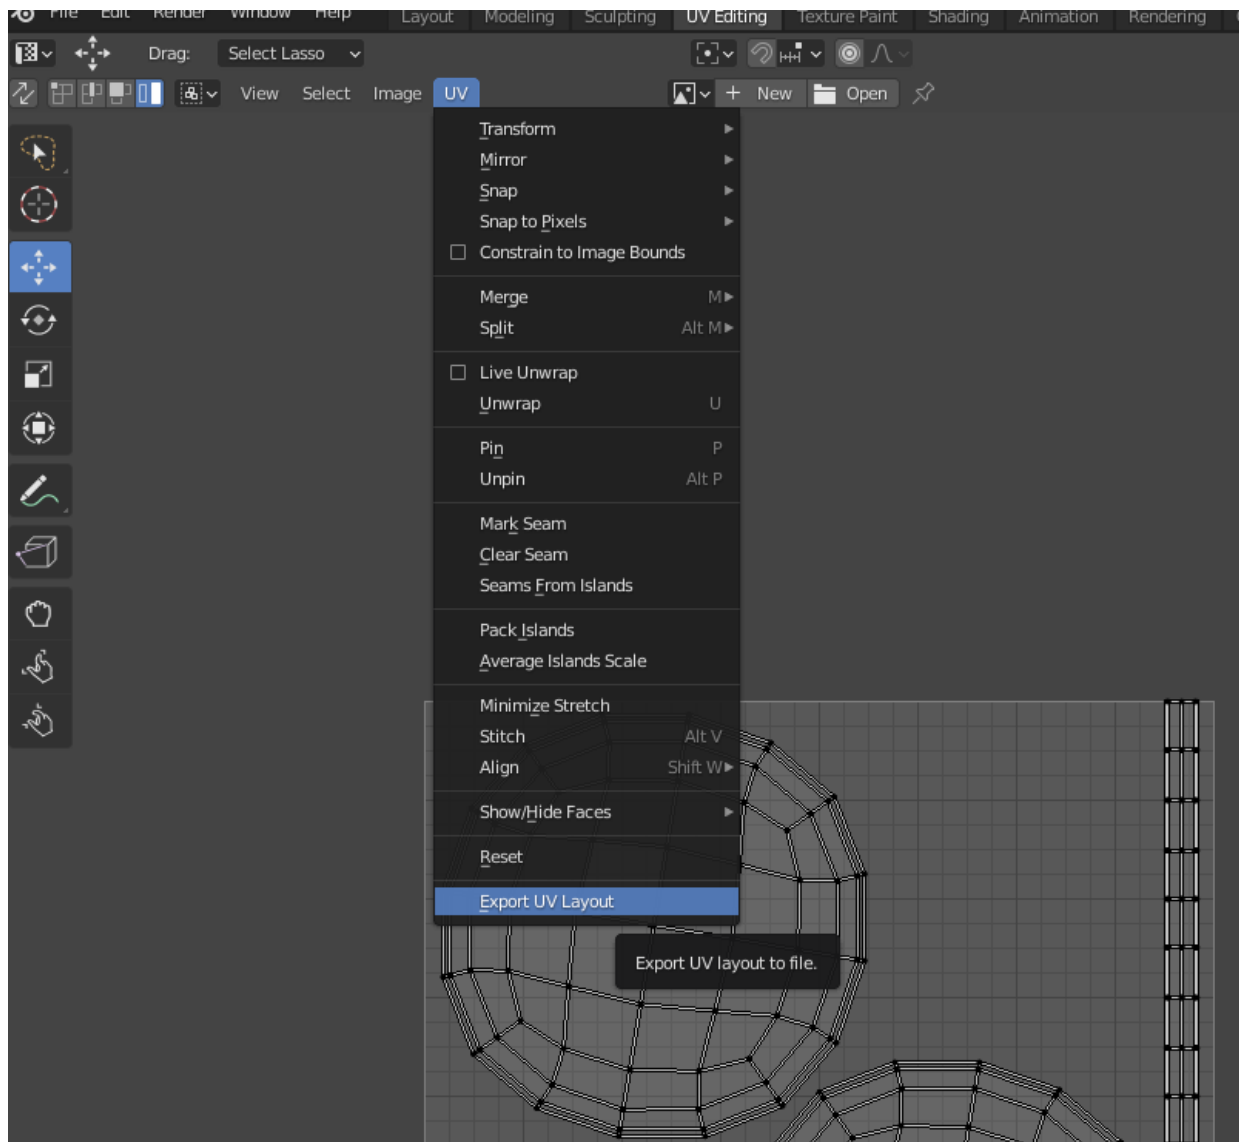 File Edit Render Window Help Layout Modeling Sculpting UV Editing Texture Paint Shading Animation Rendering
Drag: Select Lasso
View Select Image UV + New Open
Transform
Mirror
Snap
Snap to Pixels
Constrain to Image Bounds
Merge M
Split Alt M
Live Unwrap
Unwrap U
Pin P
Unpin Alt P
Mark Seam
Clear Seam
Seams From Islands
Pack Islands
Average Islands Scale
Minimize Stretch
Stitch Alt V
Align Shift W
Show/Hide Faces
Reset
Export UV Layout
Export UV layout to file.